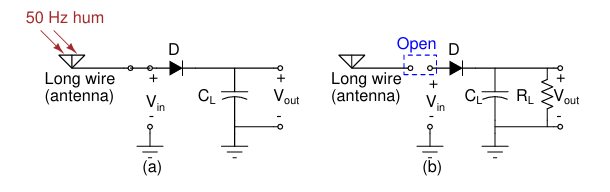 50 Hz hum
D
Long wire
(antenna)
+
Vin
-
CL
+
Vout
-
(a)
Open
D
Long wire
(antenna)
+
Vin
-
CL
RL
+
Vout
-
(b)